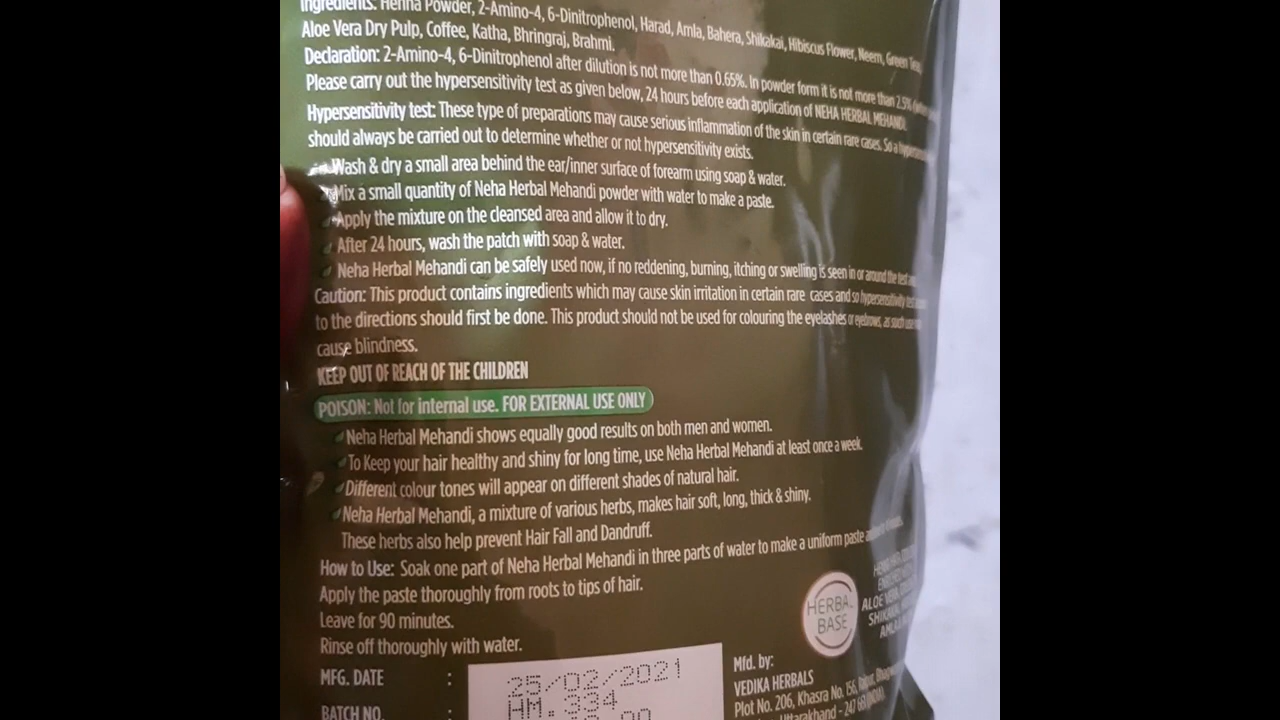 Ingredients: Henna Powder, 2-Amino-4, 6-Dinitrophenol, Harad, Amla, Bahera, Shikakai, Hibiscus Flower, Neem, Green Tea,
Aloe Vera Dry Pulp, Coffee, Katha, Bhringraj, Brahmi.
Declaration: 2-Amino-4, 6-Dinitrophenol after dilution is not more than 0.65%. In powder form it is not more than 2.5%
Please carry out the hypersensitivity test as given below, 24 hours before each application of NEHA HERBAL MEHANDI.
Hypersensitivity test: These type of preparations may cause serious inflammation of the skin in certain rare cases. So a
should always be carried out to determine whether or not hypersensitivity exists.
Wash & dry a small area behind the ear/inner surface of forearm using soap & water.
Mix a small quantity of Neha Herbal Mehandi powder with water to make a paste.
Apply the mixture on the cleansed area and allow it to dry.
After 24 hours, wash the patch with soap & water.
Neha Herbal Mehandi can be safely used now, if no reddening, burning, itching or swelling is seen in or around the test
Caution: This product contains ingredients which may cause skin irritation in certain rare cases and so hypersensitivity test
to the directions should first be done. This product should not be used for colouring the eyelashes or eyebrows, as such use
cause blindness.
KEEP OUT OF REACH OF THE CHILDREN
POISON: Not for internal use. FOR EXTERNAL USE ONLY
Neha Herbal Mehandi shows equally good results on both men and women.
To Keep your hair healthy and shiny for long time, use Neha Herbal Mehandi at least once a week.
Different colour tones will appear on different shades of natural hair.
Neha Herbal Mehandi, a mixture of various herbs, makes hair soft, long, thick & shiny.
These herbs also help prevent Hair Fall and Dandruff.
How to Use: Soak one part of Neha Herbal Mehandi in three parts of water to make a uniform paste
Apply the paste thoroughly from roots to tips of hair.
Leave for 90 minutes.
Rinse off thoroughly with water.
HERBAL
BASE
ALOE
MFG. DATE : 25/02/2021
BATCH NO. : HM.334
Mfd. by:
VEDIKA HERBALS
Plot No. 206, Khasra No. 156,
Uttarakhand - 247